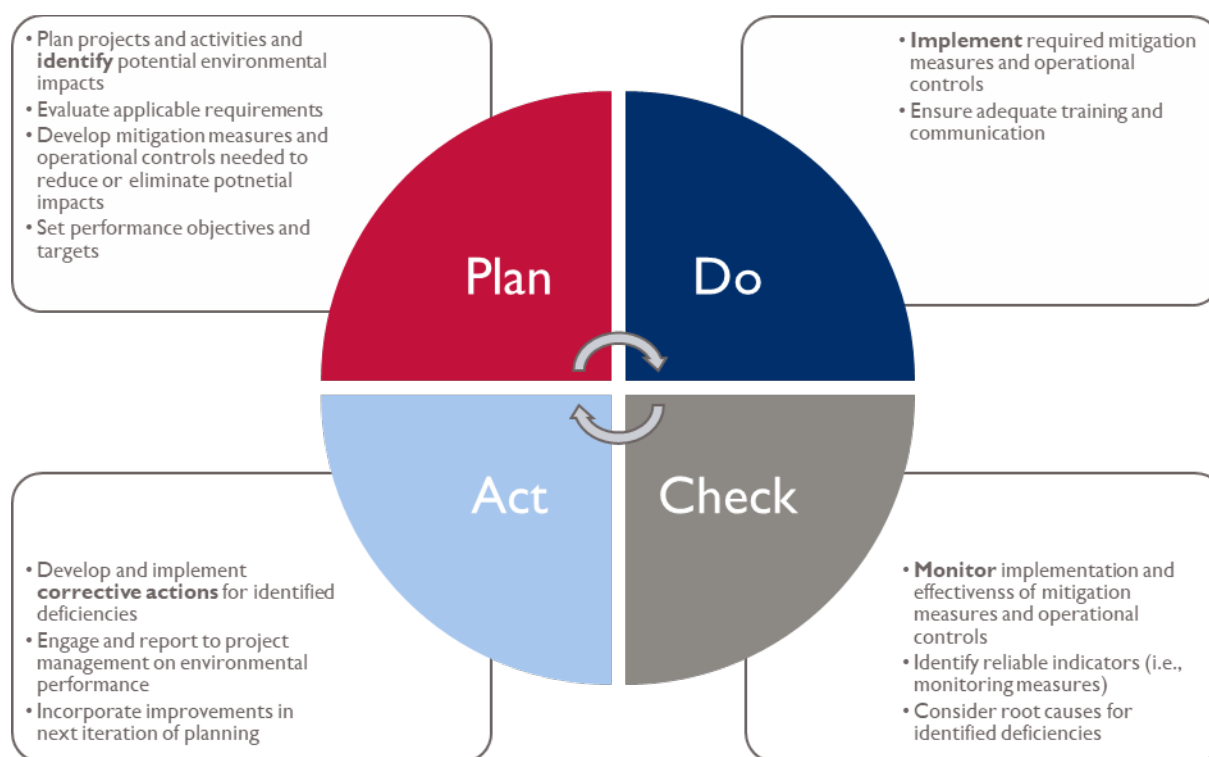 • Plan projects and activities and
identify potential environmental
impacts
• Evaluate applicable requirements
• Develop mitigation measures and
operational controls needed to
reduce or eliminate potnetial
impacts
• Set performance objectives and
targets
• Implement required mitigation
measures and operational
controls
• Ensure adequate training and
communication
Plan
Do
Act
Check
• Develop and implement
corrective actions for identified
deficiencies
• Engage and report to project
management on environmental
performance
• Incorporate improvements in
next iteration of planning
• Monitor implementation and
effectivenss of mitigation
measures and operational
controls
• Identify reliable indicators (i.e.,
monitoring measures)
• Consider root causes for
identified deficiencies